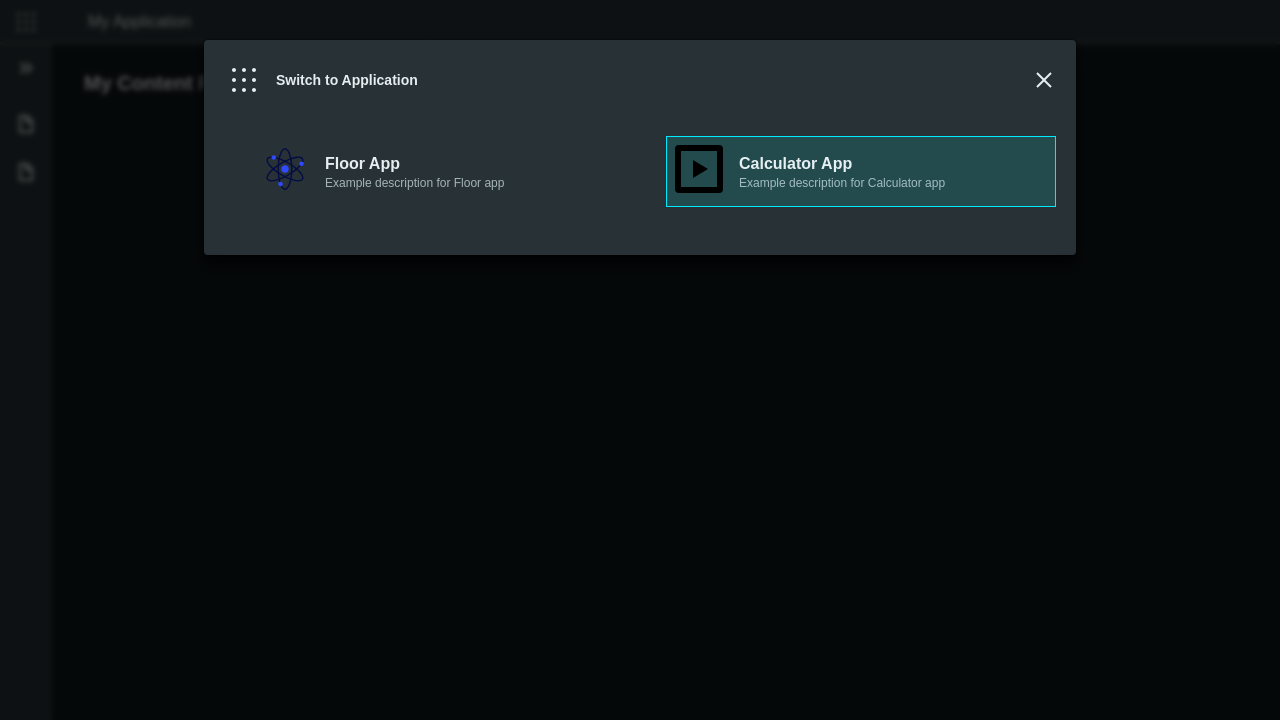 My Application
My Content
Switch to Application
Floor App
Example description for Floor app
Calculator App
Example description for Calculator app